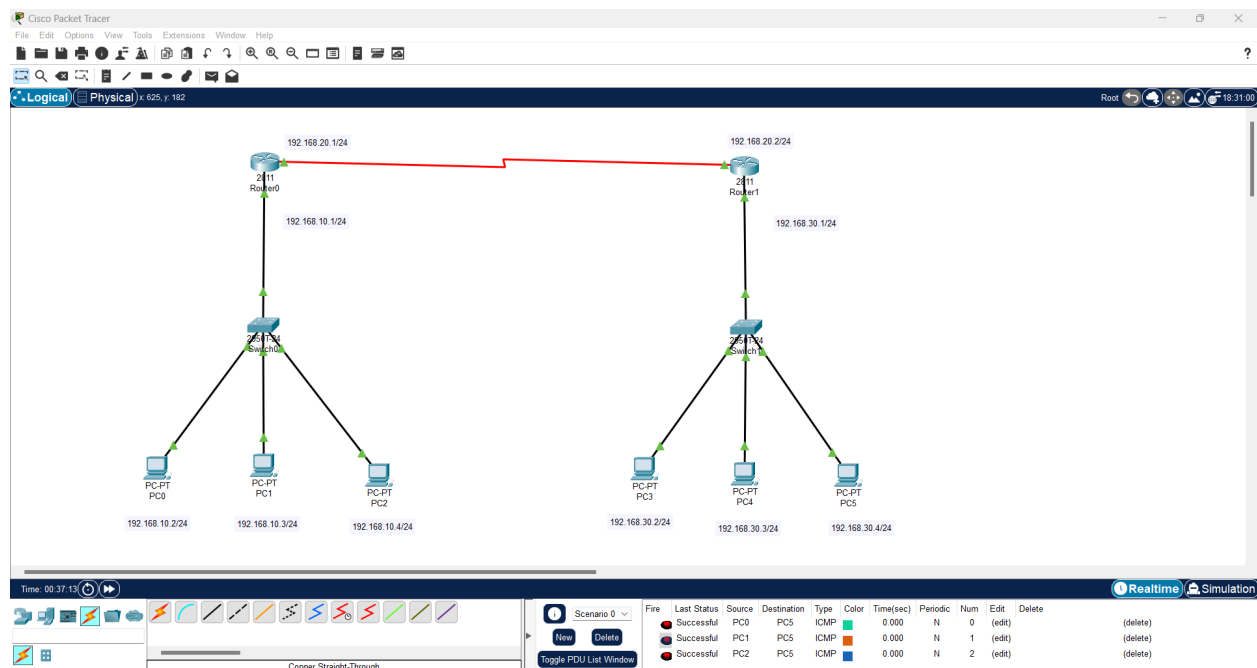 Cisco Packet Tracer
File Edit Options View Tools Extensions Window Help
?
Logical Physical x: 625, y: 182 Root 18:31:00
192.168.20.1/24
192.168.20.2/24
2811
Router0
2811
Router1
192.168.10.1/24
192.168.30.1/24
2950T-24
Switch0
2950T-24
Switch1
PC-PT
PC0
PC-PT
PC1
PC-PT
PC2
PC-PT
PC3
PC-PT
PC4
PC-PT
PC5
192.168.10.2/24
192.168.10.3/24
192.168.10.4/24
192.168.30.2/24
192.168.30.3/24
192.168.30.4/24
Time: 00:37:13 Realtime Simulation
Scenario 0
New Delete
Toggle PDU List Window
Fire Last Status Source Destination Type Color Time(sec) Periodic Num Edit Delete
Successful PC0 PC5 ICMP 0.000 N 0 (edit) (delete)
Successful PC1 PC5 ICMP 0.000 N 1 (edit) (delete)
Successful PC2 PC5 ICMP 0.000 N 2 (edit) (delete)
Copper Straight-Through